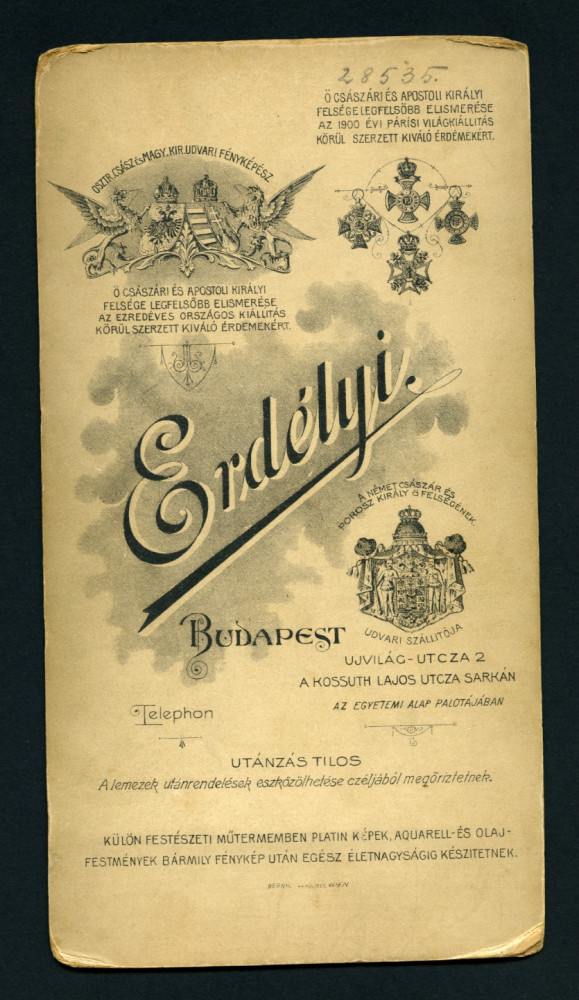 28535.
Ő CSÁSZÁRI ÉS APOSTOLI KIRÁLYI
FELSÉGE LEGFELSŐBB ELISMERÉSE
AZ 1900 ÉVI PÁRISI VILÁGKIÁLLITÁS
KÖRÜL SZERZETT KIVÁLÓ ÉRDEMEKÉRT.
OSZTR. CSÁSZ ÉS MAGY. KIR. UDVARI FÉNYKÉPÉSZ
Ő CSÁSZÁRI ÉS APOSTOLI KIRÁLYI
FELSÉGE LEGFELSŐBB ELISMERÉSE
AZ EZREDÉVES ORSZÁGOS KIÁLLITÁS
KÖRÜL SZERZETT KIVÁLÓ ÉRDEMEKÉRT.
Erdélyi.
A NÉMET CSÁSZÁR ÉS
POROSZ KIRÁLY Ő FELSÉGÉNEK
UDVARI SZÁLLITÓJA
BUDAPEST
UJVILÁG-UTCZA 2
A KOSSUTH LAJOS UTCZA SARKÁN
AZ EGYETEMI ALAP PALOTÁJÁBAN
Telephon
UTÁNZÁS TILOS
A lemezek utánrendelések eszközölhetése czéljából megőriztetnek.
KÜLÖN FESTÉSZETI MŰTERMEMBEN PLATIN KÉPEK, AQUARELL-ÉS OLAJ-
FESTMÉNYEK BÁRMILY FÉNYKÉP UTÁN EGÉSZ ÉLETNAGYSÁGIG KÉSZITETNEK.
WIEN